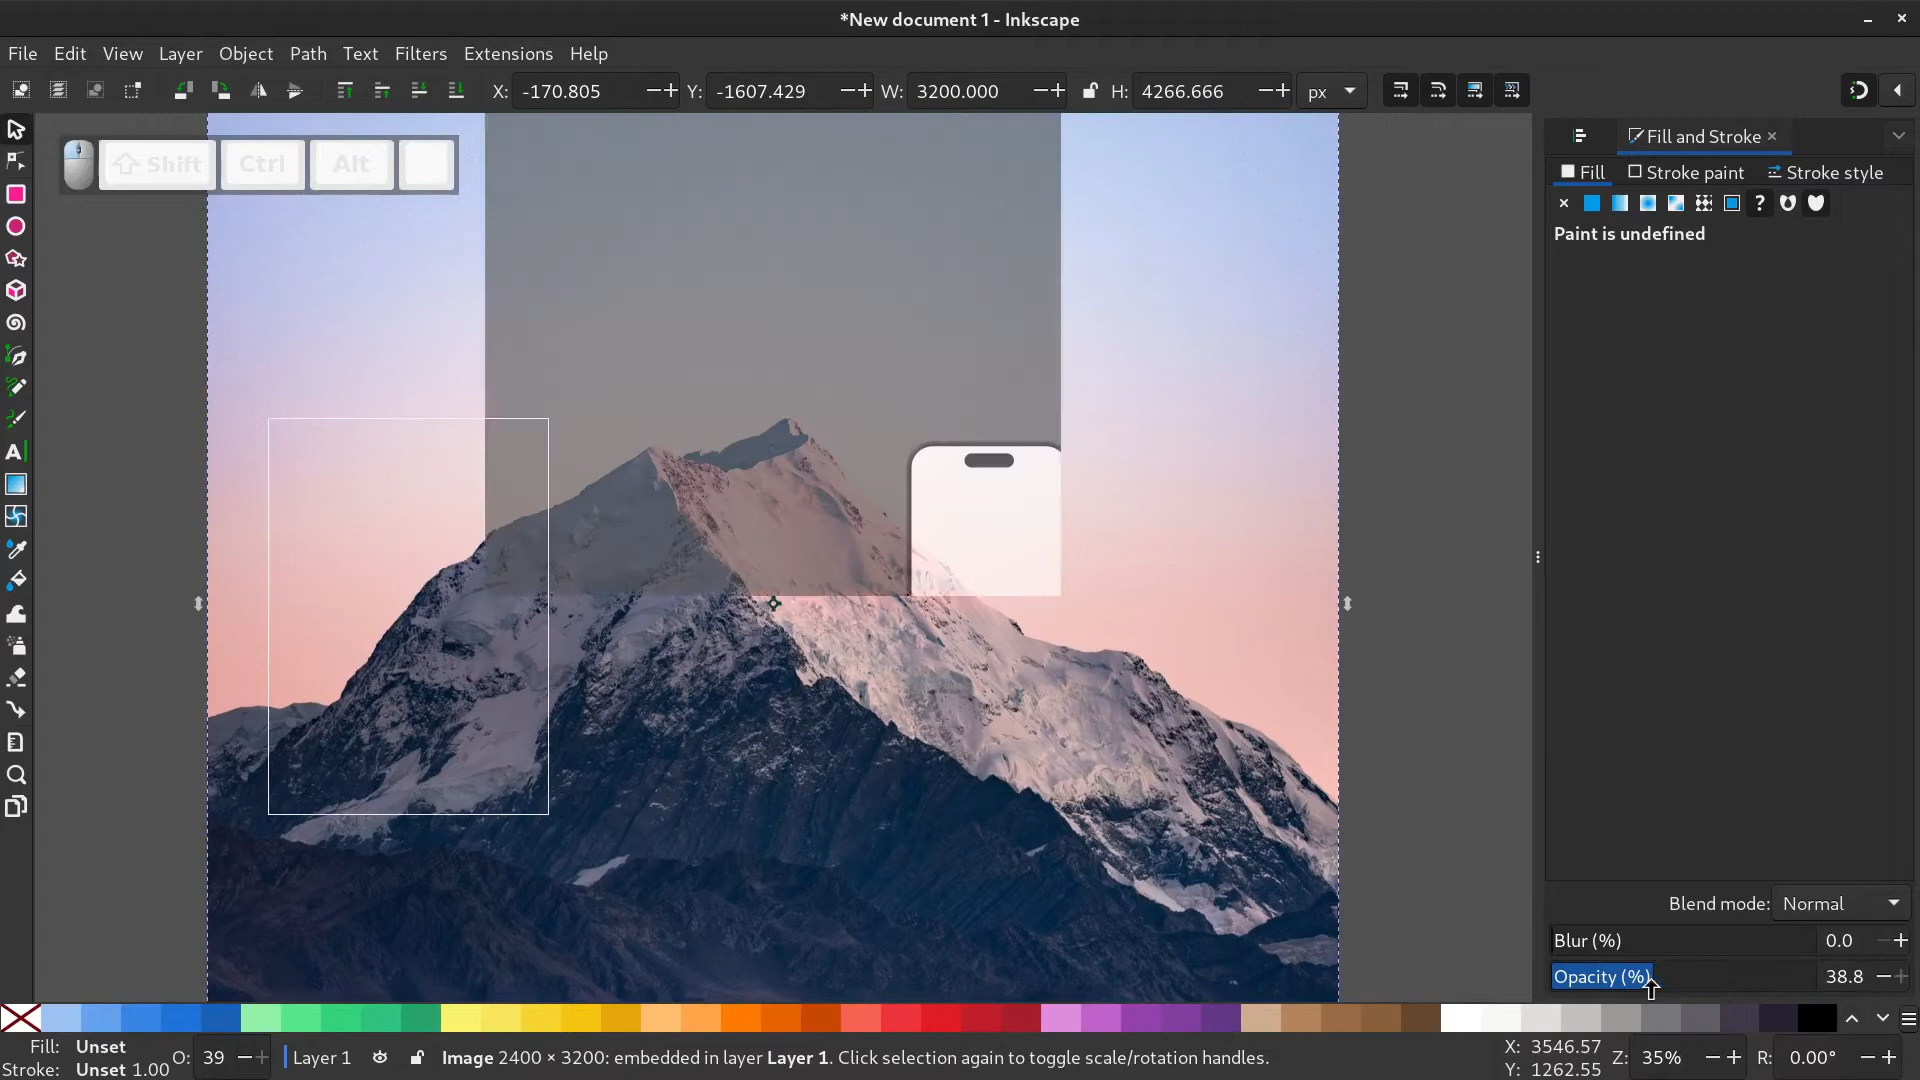 *New document 1 - Inkscape
File Edit View Layer Object Path Text Filters Extensions Help
X: -170.805 Y: -1607.429 W: 3200.000 H: 4266.666 px
Shift Ctrl Alt
Fill and Stroke
Fill Stroke paint Stroke style
?
Paint is undefined
A
Blend mode: Normal
Blur (%) 0.0
Opacity (%) 38.8
Fill: Unset
Stroke: Unset 1.00
O: 39
Layer 1
Image 2400 × 3200: embedded in layer Layer 1. Click selection again to toggle scale/rotation handles.
X: 3546.57
Y: 1262.55
Z: 35%
R: 0.00°